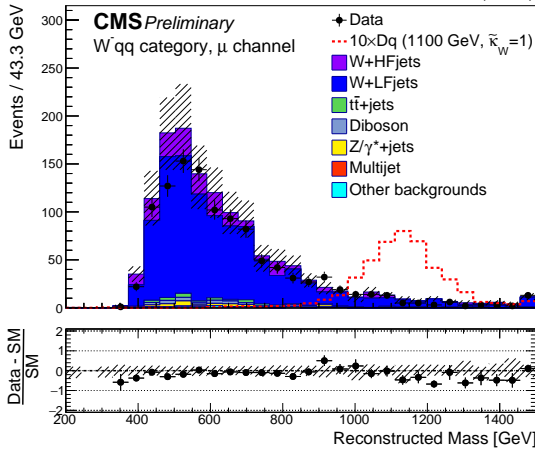 CMS Preliminary
W⁻qq category, μ channel
Data
10×Dq (1100 GeV, κ̃_W=1)
W+HFjets
W+LFjets
tt̄+jets
Diboson
Z/γ*+jets
Multijet
Other backgrounds
Events / 43.3 GeV
300
250
200
150
100
50
0
Data - SM
SM
2
1
0
−1
−2
200 400 600 800 1000 1200 1400
Reconstructed Mass [GeV]